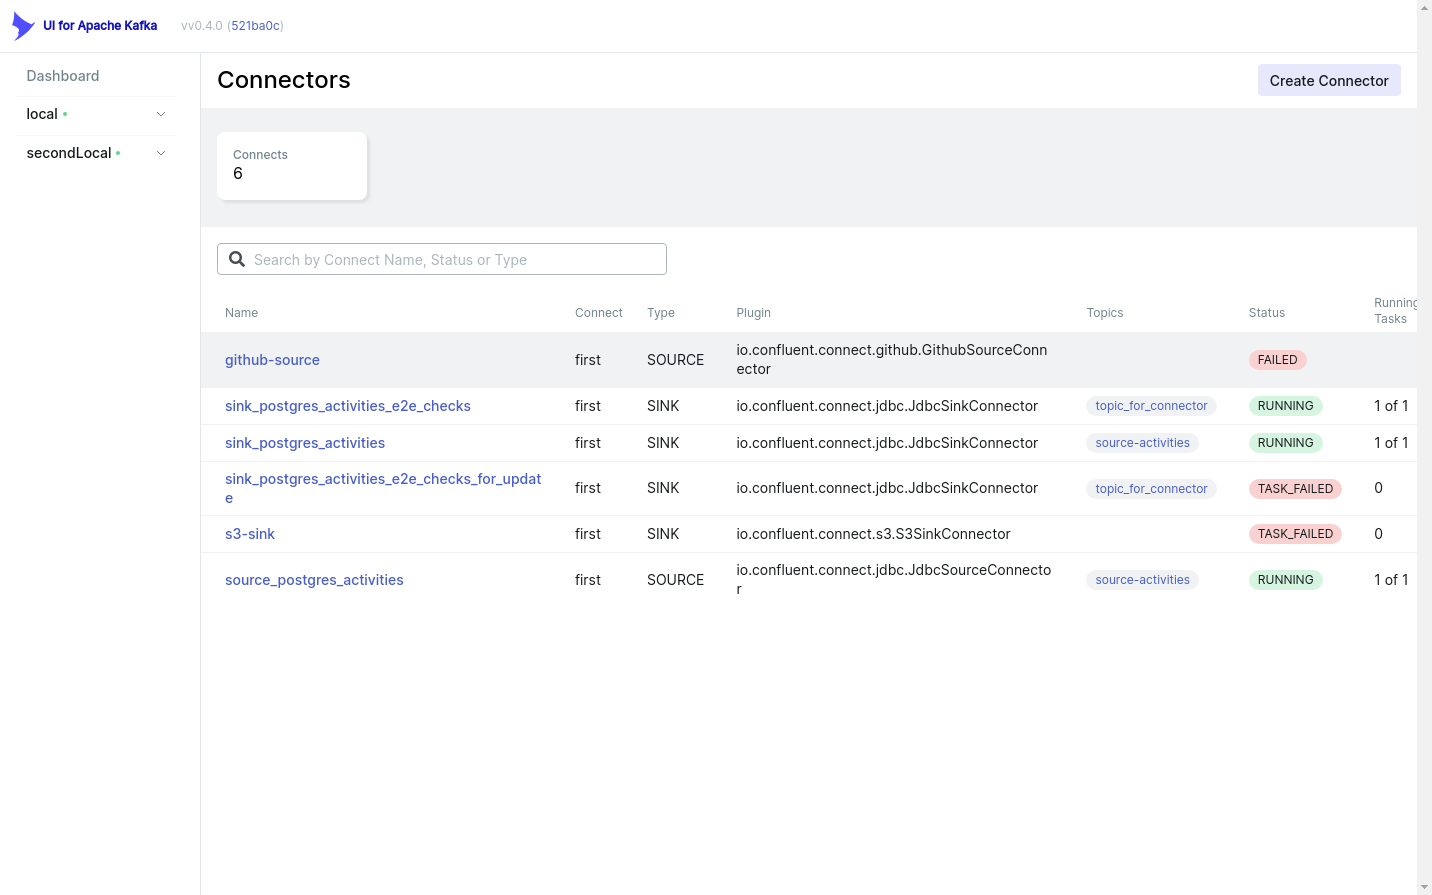 UI for Apache Kafka
vv0.4.0 (521ba0c)
Dashboard
local
secondLocal
Connectors
Create Connector
Connects
6
Search by Connect Name, Status or Type
Name Connect Type Plugin Topics Status Running Tasks
github-source first SOURCE io.confluent.connect.github.GithubSourceConn
ector FAILED
sink_postgres_activities_e2e_checks first SINK io.confluent.connect.jdbc.JdbcSinkConnector topic_for_connector RUNNING 1 of 1
sink_postgres_activities first SINK io.confluent.connect.jdbc.JdbcSinkConnector source-activities RUNNING 1 of 1
sink_postgres_activities_e2e_checks_for_updat
e first SINK io.confluent.connect.jdbc.JdbcSinkConnector topic_for_connector TASK_FAILED 0
s3-sink first SINK io.confluent.connect.s3.S3SinkConnector TASK_FAILED 0
source_postgres_activities first SOURCE io.confluent.connect.jdbc.JdbcSourceConnecto
r source-activities RUNNING 1 of 1